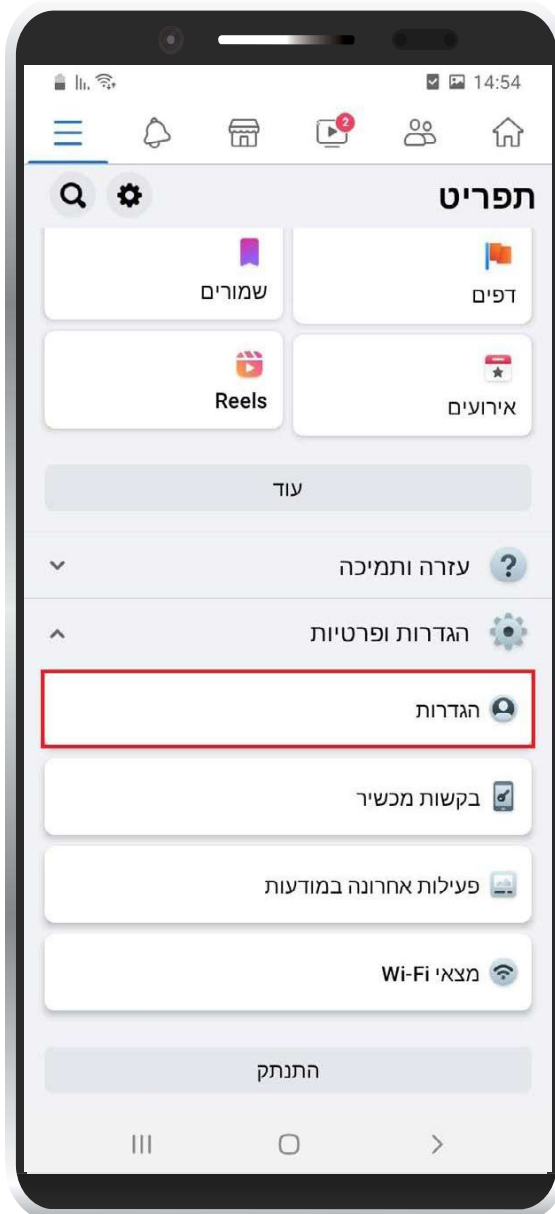 14:54
2
תפריט
דפים
שמורים
אירועים
Reels
עוד
עזרה ותמיכה
הגדרות ופרטיות
הגדרות
בקשות מכשיר
פעילות אחרונה במודעות
מצאי Wi-Fi
התנתק